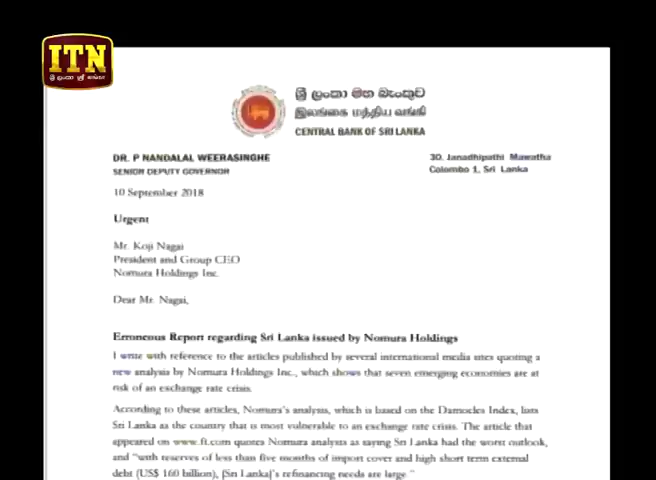 ITN
ශ්‍රී ලංකා මහ බැංකුව
இலங்கை மத்திய வங்கி
CENTRAL BANK OF SRI LANKA
DR. P NANDALAL WEERASINGHE
SENIOR DEPUTY GOVERNOR
30, Janadhipathi Mawatha
Colombo 1, Sri Lanka
10 September 2018
Urgent
Mr. Koji Nagai
President and Group CEO
Nomura Holdings Inc.
Dear Mr. Nagai,
Erroneous Report regarding Sri Lanka issued by Nomura Holdings
I write with reference to the articles published by several international media sites quoting a
new analysis by Nomura Holdings Inc., which shows that seven emerging economies are at
risk of an exchange rate crisis.
According to these articles, Nomura's analysis, which is based on the Damocles Index, lists
Sri Lanka as the country that is most vulnerable to an exchange rate crisis. The article that
appeared on www.ft.com quotes Nomura analysis as saying Sri Lanka had the worst outlook,
and "with reserves of less than five months of import cover and high short term external
debt (US$ 160 billion), [Sri Lanka]'s refinancing needs are large."